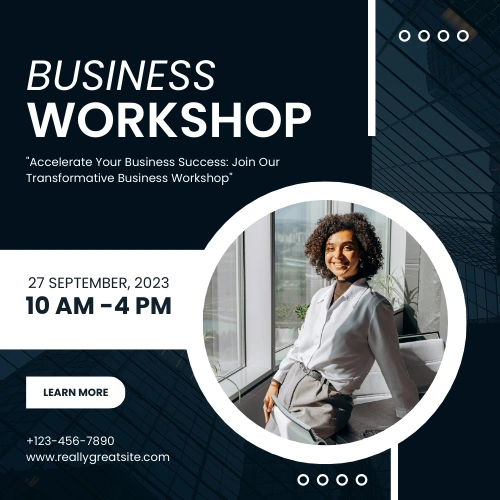 BUSINESS
WORKSHOP
"Accelerate Your Business Success: Join Our
Transformative Business Workshop"
27 SEPTEMBER, 2023
10 AM –4 PM
LEARN MORE
+123-456-7890
www.reallygreatsite.com